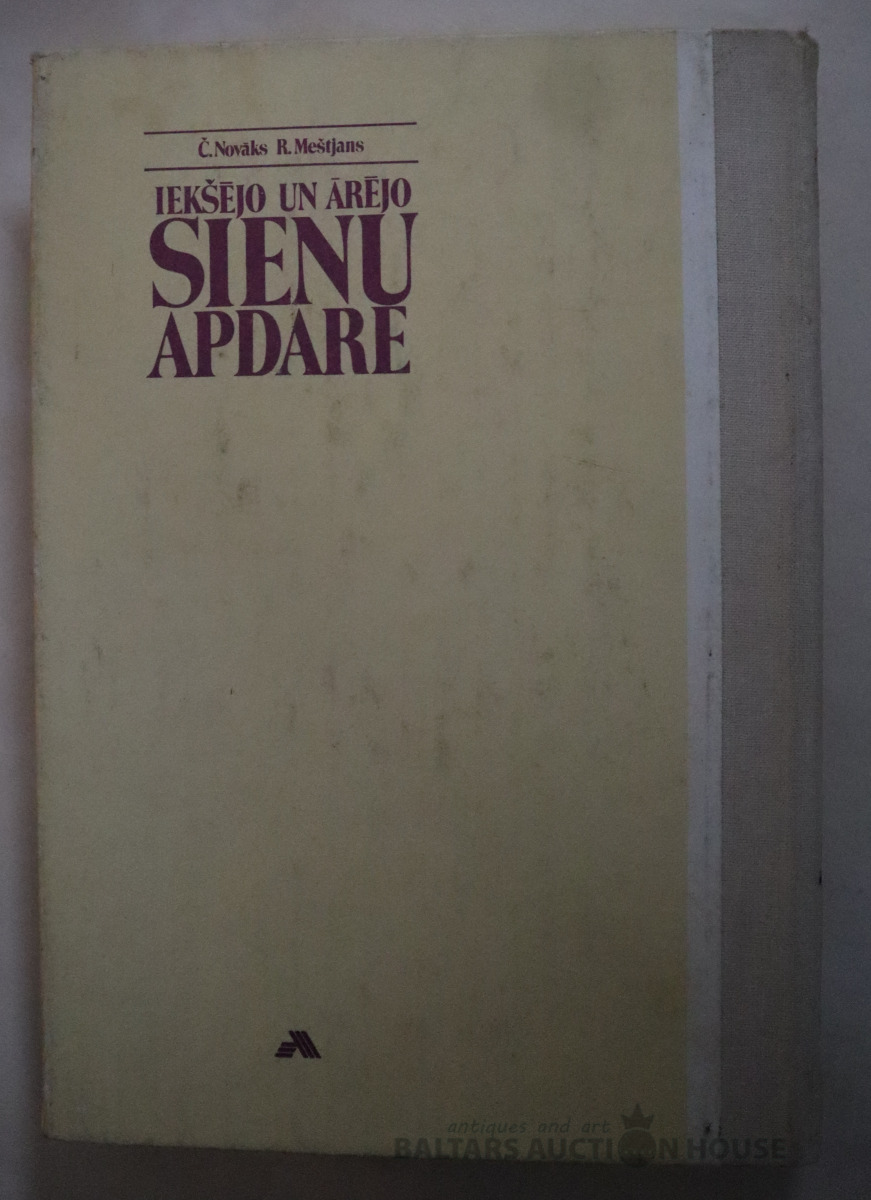 Č. Novāks R. Meštjans
IEKŠĒJO UN ĀRĒJO
SIENU
APDARE
antiques and art
BALTARS AUCTION HOUSE